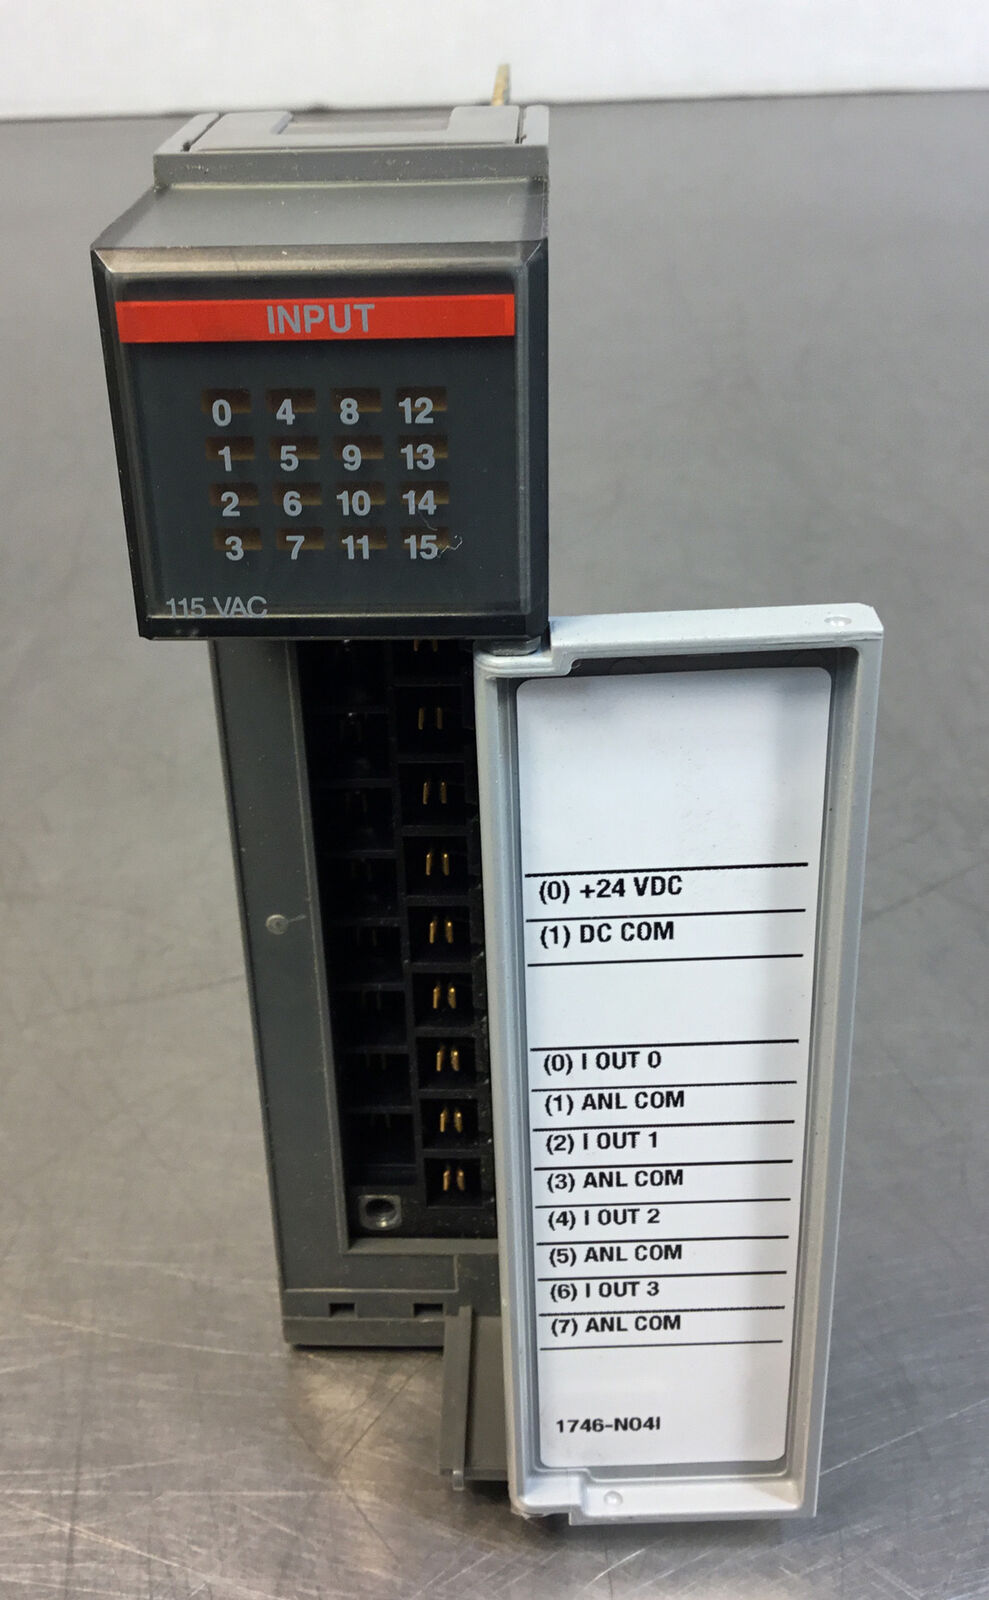 INPUT
0 4 8 12
1 5 9 13
2 6 10 14
3 7 11 15
115 VAC
(0) +24 VDC
(1) DC COM
(0) I OUT 0
(1) ANL COM
(2) I OUT 1
(3) ANL COM
(4) I OUT 2
(5) ANL COM
(6) I OUT 3
(7) ANL COM
1746-NO4I